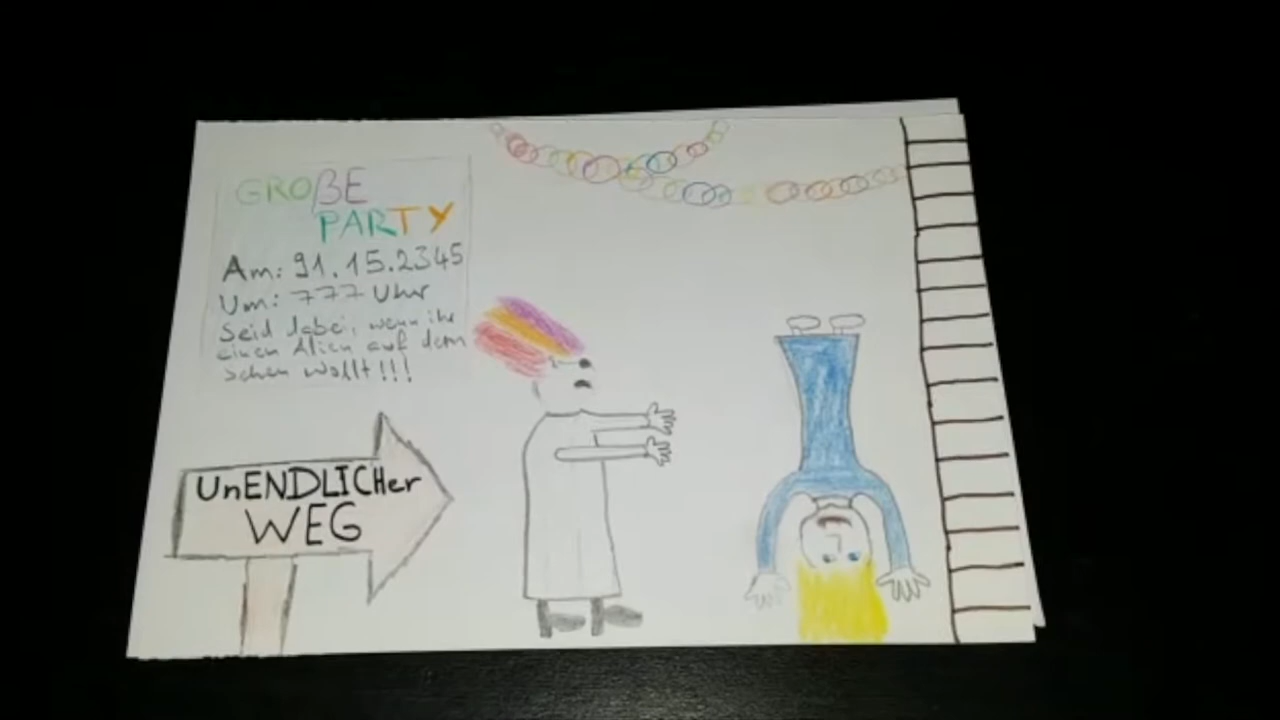 GROßE
PARTY
Am: 91.15.2345
Um: 777 Uhr
Seid dabei, wenn ihr
einen Alien auf dem
sehen wollt!!!
UnENDLICHer
WEG